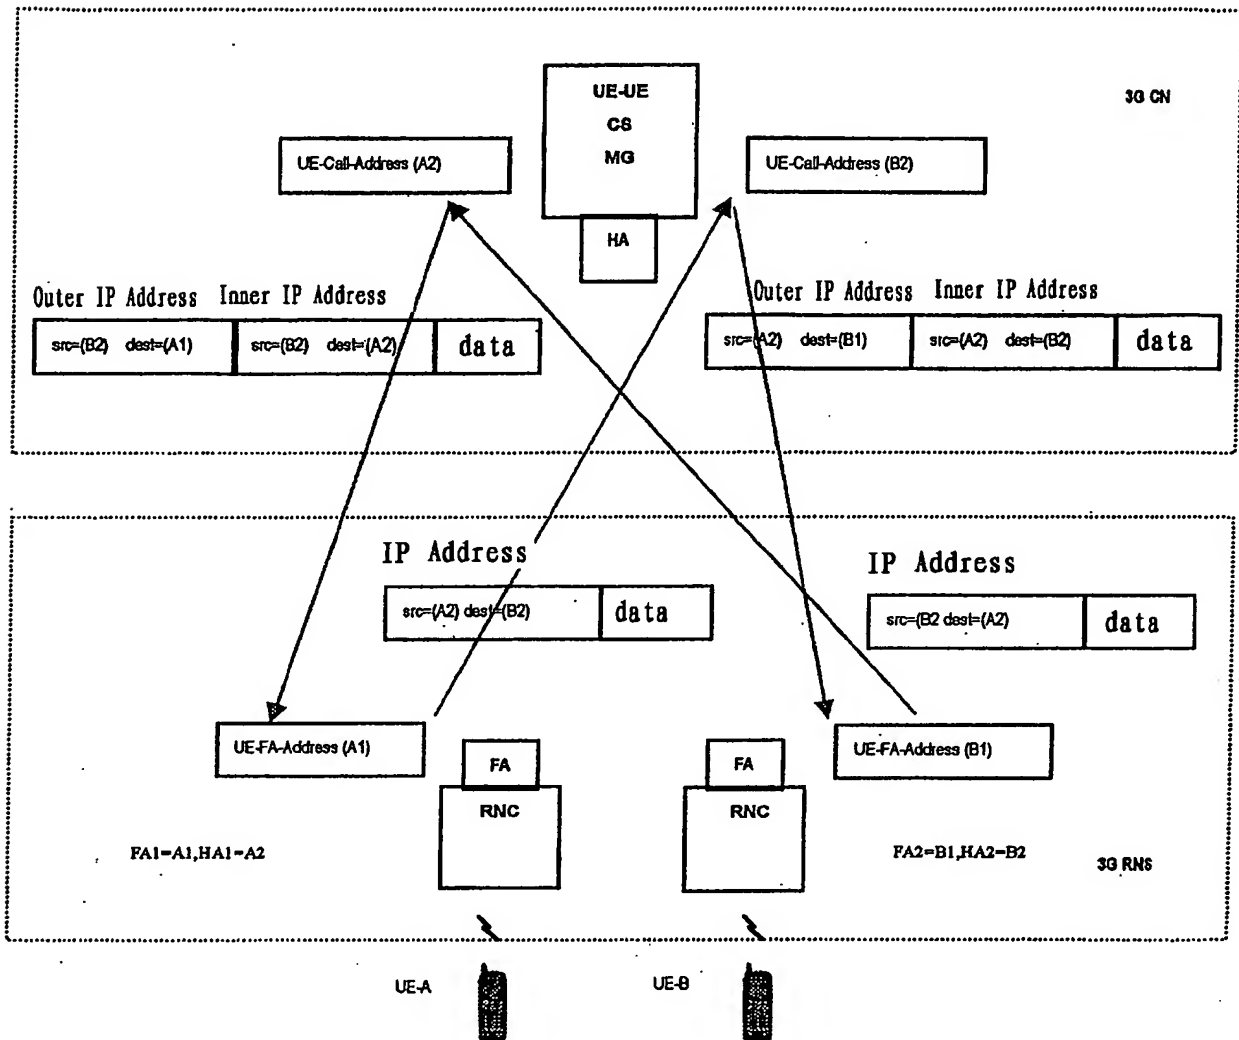 UE-UE
CS
MG
3G CN
UE-Call-Address (A2)
UE-Call-Address (B2)
HA
Outer IP Address Inner IP Address
Outer IP Address Inner IP Address
src=(B2) dest=(A1) src=(B2) dest=(A2) data
src=(A2) dest=(B1) src=(A2) dest=(B2) data
IP Address
IP Address
src=(A2) dest=(B2) data
src=(B2 dest=(A2) data
UE-FA-Address (A1)
FA
FA
UE-FA-Address (B1)
RNC
RNC
FA1=A1,HA1=A2
FA2=B1,HA2=B2
3G RNS
UE-A
UE-B